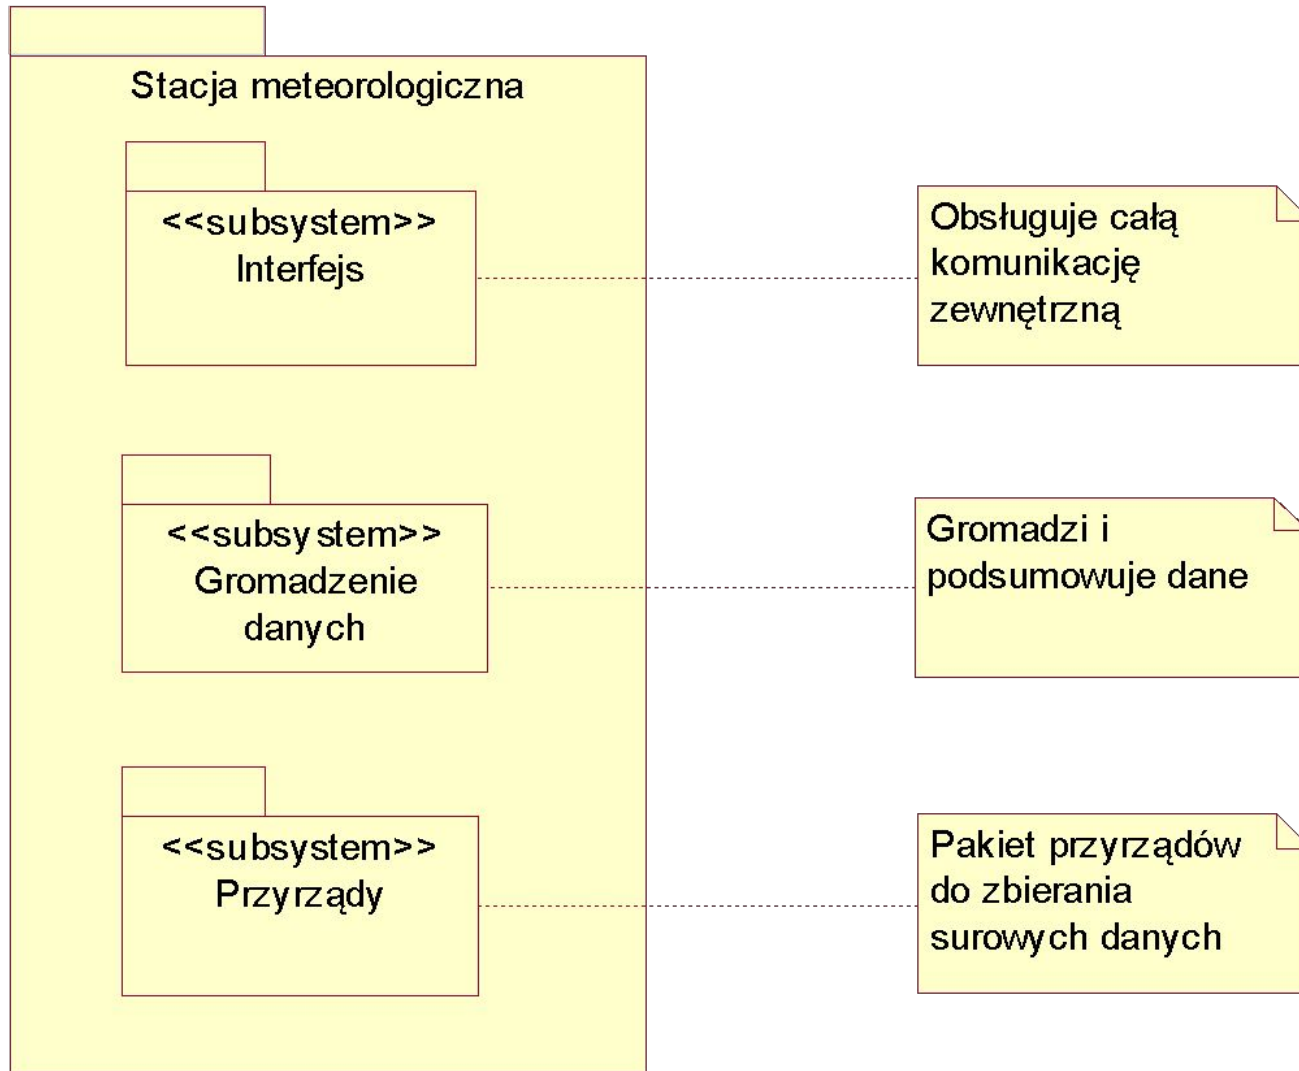 Stacja meteorologiczna
<<subsystem>>
Interfejs
Obsługuje całą
komunikację
zewnętrzną
<<subsystem>>
Gromadzenie
danych
Gromadzi i
podsumowuje dane
<<subsystem>>
Przyrządy
Pakiet przyrządów
do zbierania
surowych danych